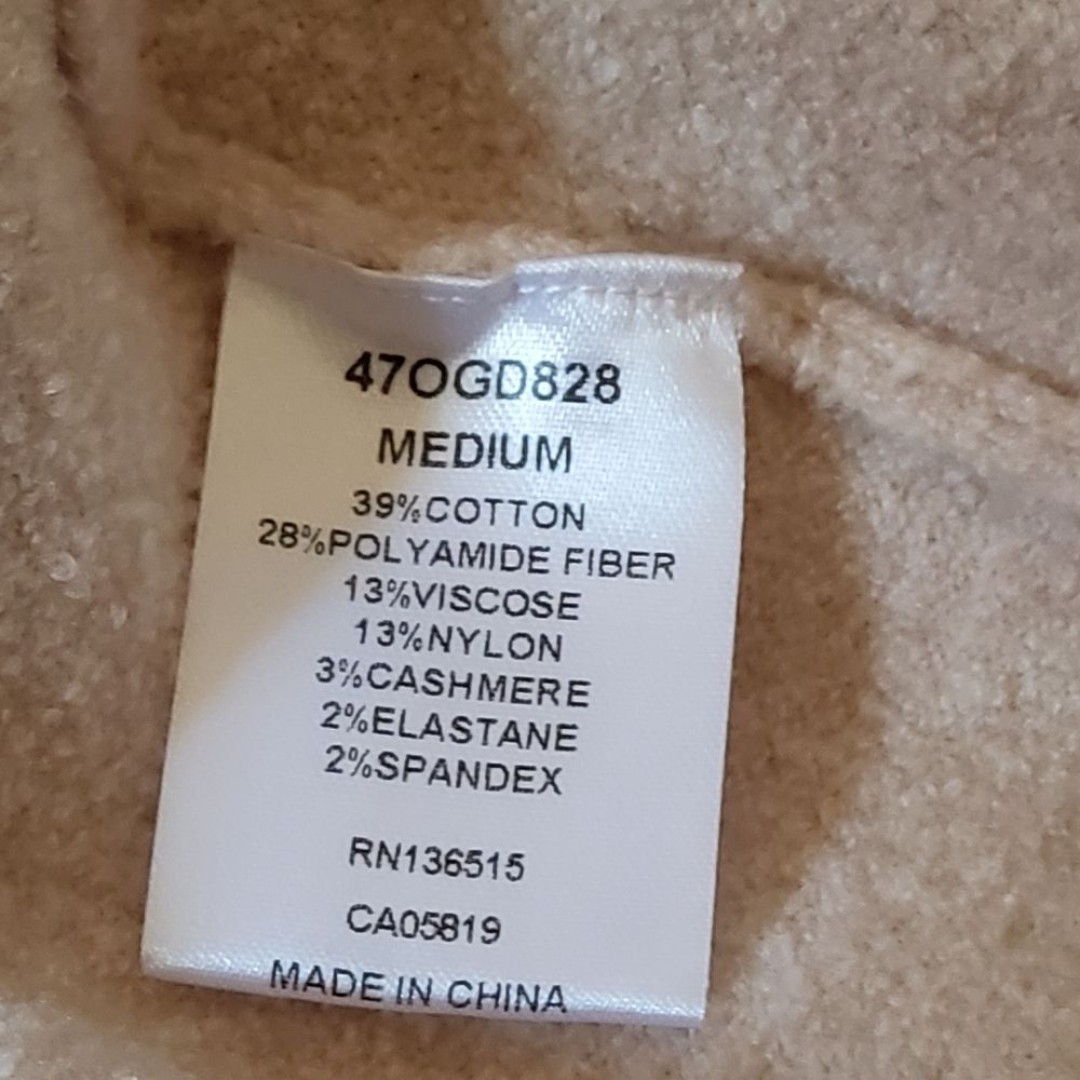 47OGD828
MEDIUM
39%COTTON
28%POLYAMIDE FIBER
13%VISCOSE
13%NYLON
3%CASHMERE
2%ELASTANE
2%SPANDEX
RN136515
CA05819
MADE IN CHINA